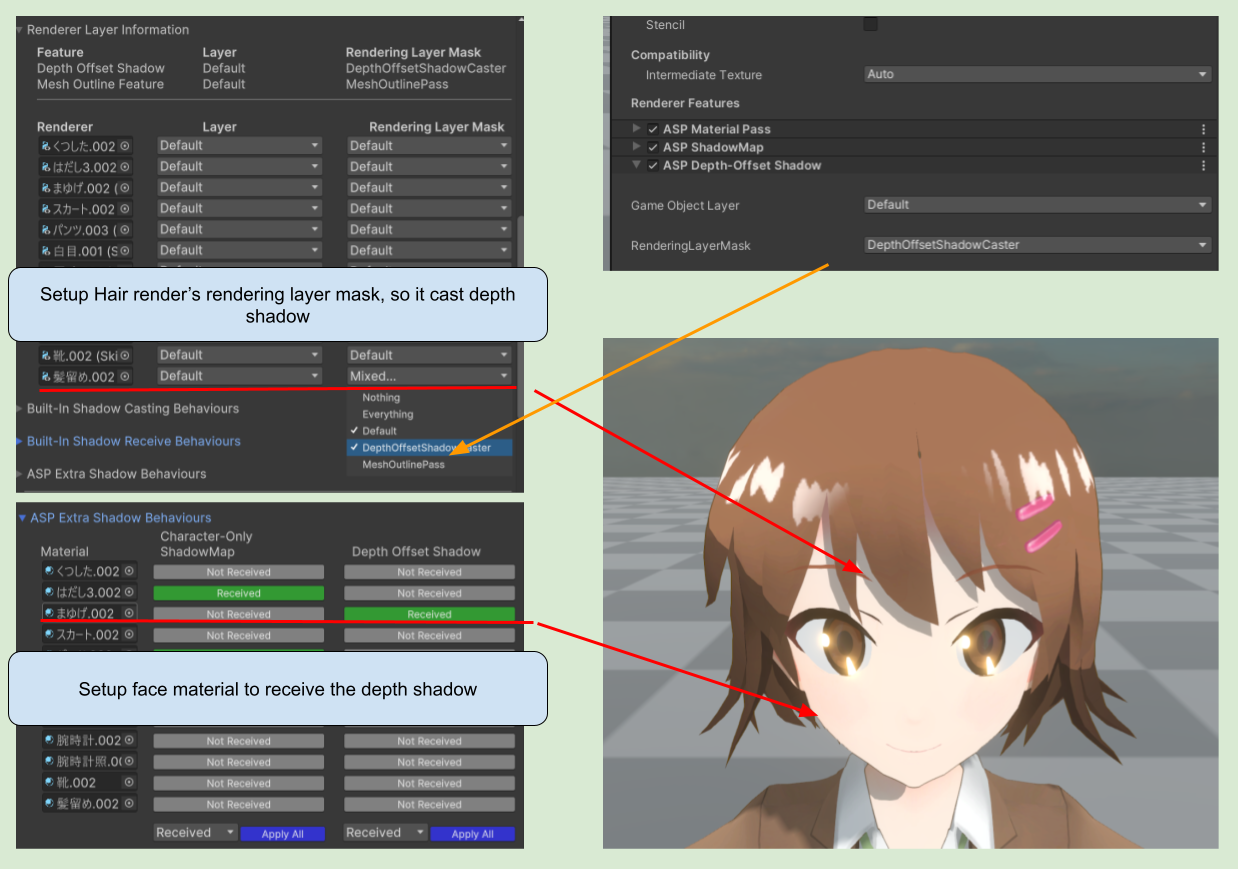 Renderer Layer Information
Feature Layer Rendering Layer Mask
Depth Offset Shadow Default DepthOffsetShadowCaster
Mesh Outline Feature Default MeshOutlinePass
Renderer Layer Rendering Layer Mask
くつした.002 Default Default
はだし3.002 Default Default
まゆげ.002 ( Default Default
スカート.002 Default Default
パンツ.003 ( Default Default
白目.001 (S Default Default
Setup Hair render's rendering layer mask, so it cast depth
shadow
靴.002 (Ski Default Default
髪留め.002 Default Mixed...
Nothing
Everything
Default
DepthOffsetShadowCaster
MeshOutlinePass
Built-In Shadow Casting Behaviours
Built-In Shadow Receive Behaviours
ASP Extra Shadow Behaviours
ASP Extra Shadow Behaviours
Character-Only
Material ShadowMap Depth Offset Shadow
くつした.002 Not Received Not Received
はだし3.002 Received Not Received
まゆげ.002 Not Received Received
スカート.002 Not Received Not Received
Setup face material to receive the depth shadow
腕時計.002 Not Received Not Received
腕時計照.0( Not Received Not Received
靴.002 Not Received Not Received
髪留め.002 Not Received Not Received
Received Apply All Received Apply All
Stencil
Compatibility
Intermediate Texture Auto
Renderer Features
ASP Material Pass
ASP ShadowMap
ASP Depth-Offset Shadow
Game Object Layer Default
RenderingLayerMask DepthOffsetShadowCaster